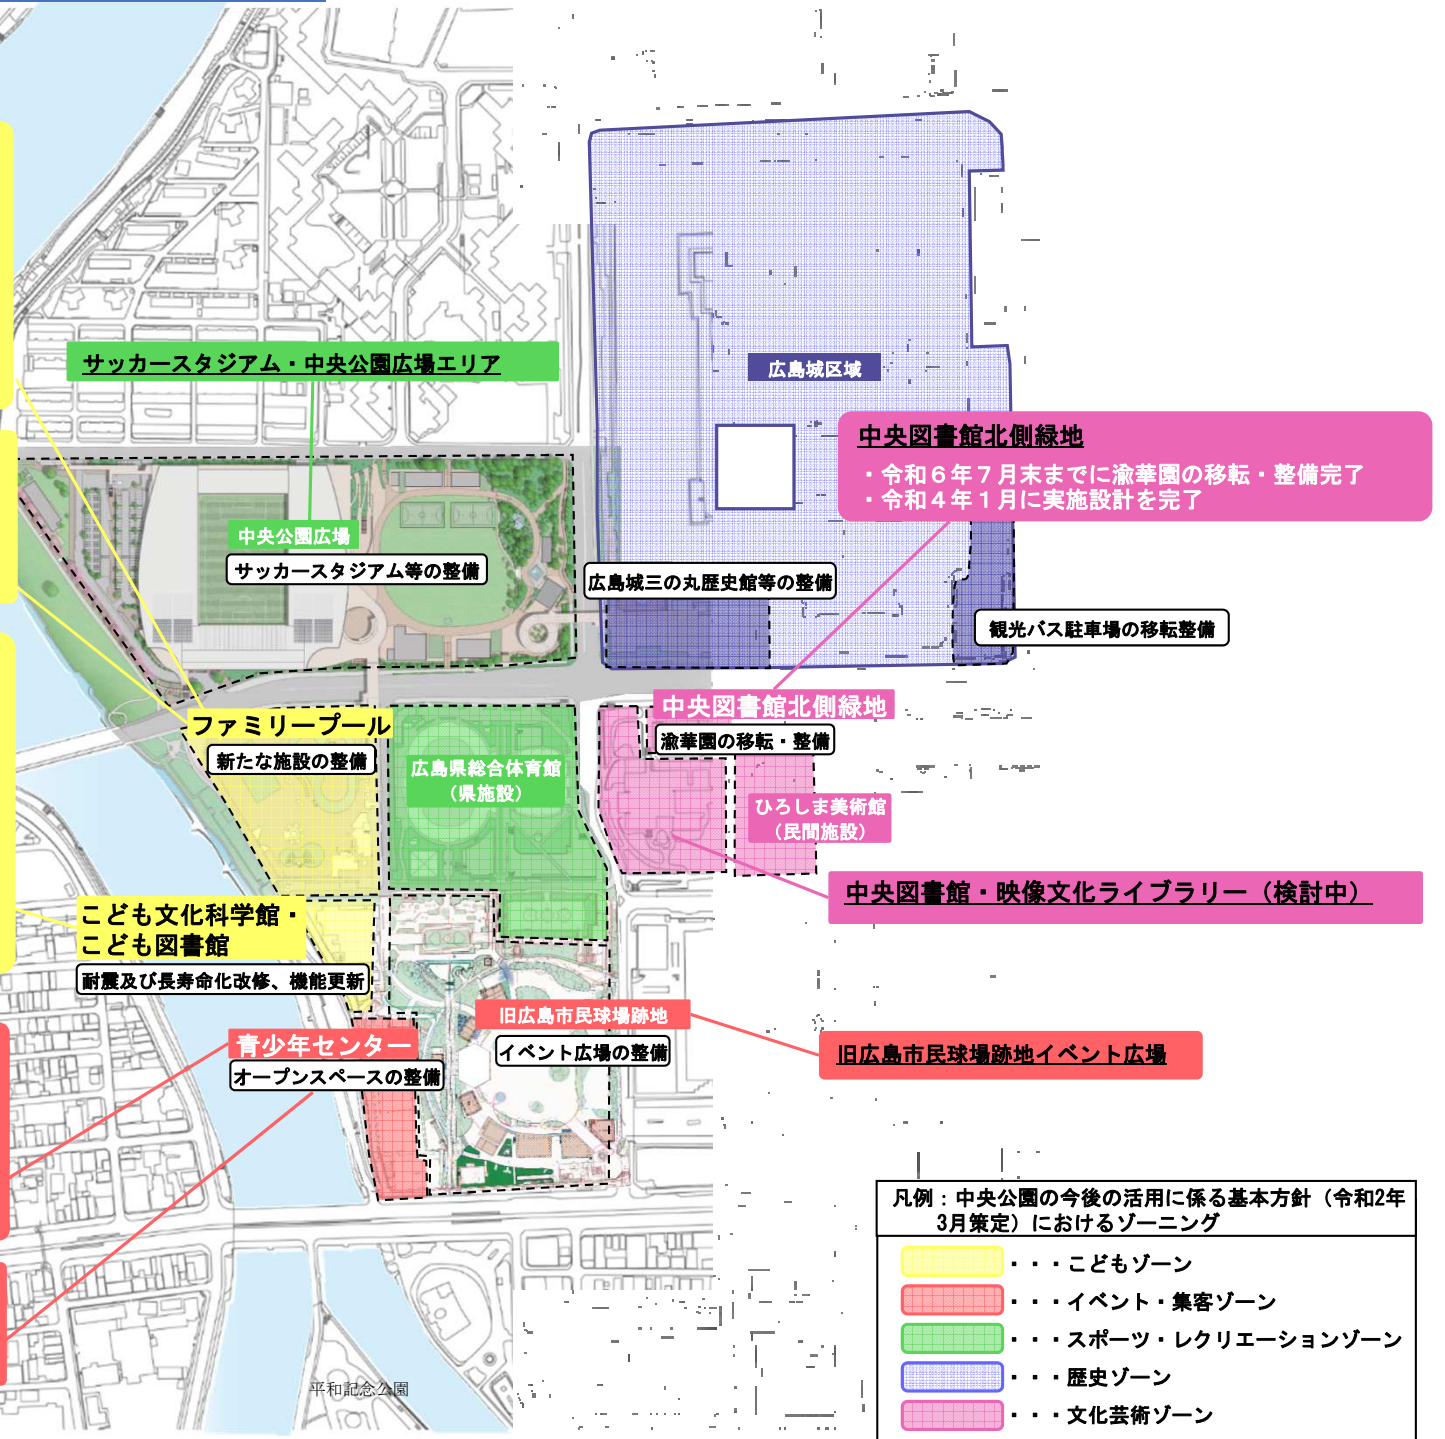 サッカースタジアム・中央公園広場エリア
広島城区域
中央図書館北側緑地
・令和６年７月末までに渝華園の移転・整備完了
・令和４年１月に実施設計を完了
中央公園広場
サッカースタジアム等の整備
広島城三の丸歴史館等の整備
観光バス駐車場の移転整備
ファミリープール
新たな施設の整備
広島県総合体育館
（県施設）
中央図書館北側緑地
渝華園の移転・整備
ひろしま美術館
（民間施設）
中央図書館・映像文化ライブラリー（検討中）
こども文化科学館・
こども図書館
耐震及び長寿命化改修、機能更新
旧広島市民球場跡地
イベント広場の整備
旧広島市民球場跡地イベント広場
青少年センター
オープンスペースの整備
平和記念公園
凡例：中央公園の今後の活用に係る基本方針（令和2年
3月策定）におけるゾーニング
・・・こどもゾーン
・・・イベント・集客ゾーン
・・・スポーツ・レクリエーションゾーン
・・・歴史ゾーン
・・・文化芸術ゾーン